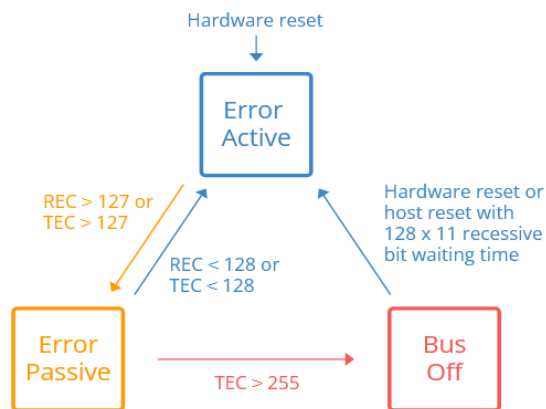 Hardware reset
Error
Active
REC > 127 or
TEC > 127
Hardware reset or
host reset with
128 x 11 recessive
bit waiting time
REC < 128 or
TEC < 128
Error
Passive
Bus
Off
TEC > 255